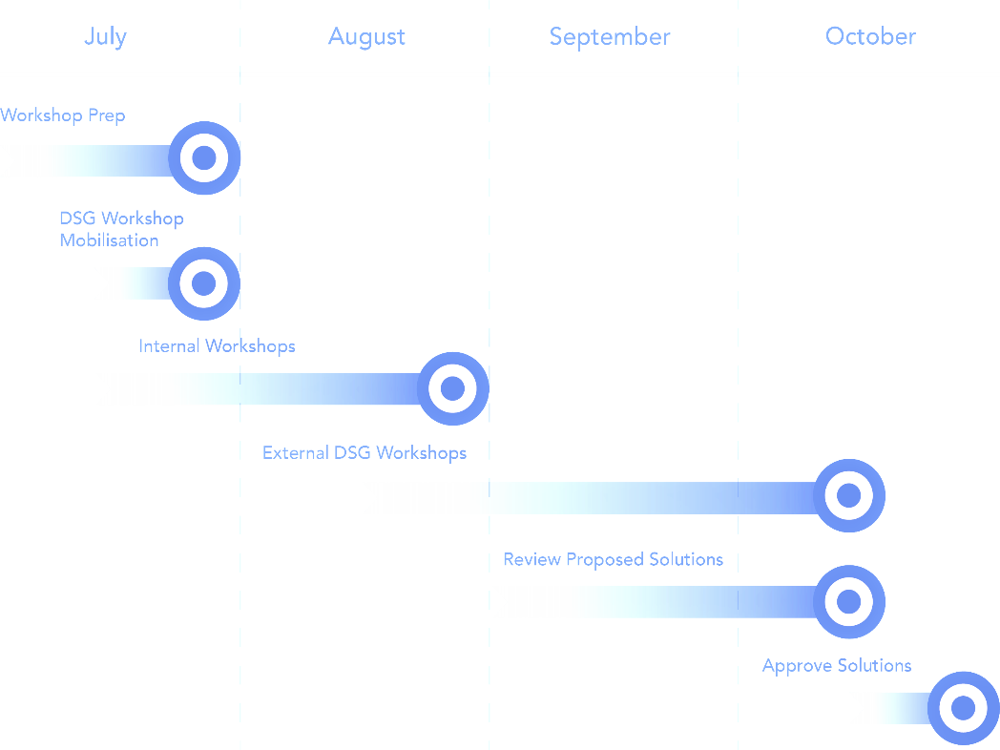 July
August
September
October
Workshop Prep
DSG Workshop
Mobilisation
Internal Workshops
External DSG Workshops
Review Proposed Solutions
Approve Solutions